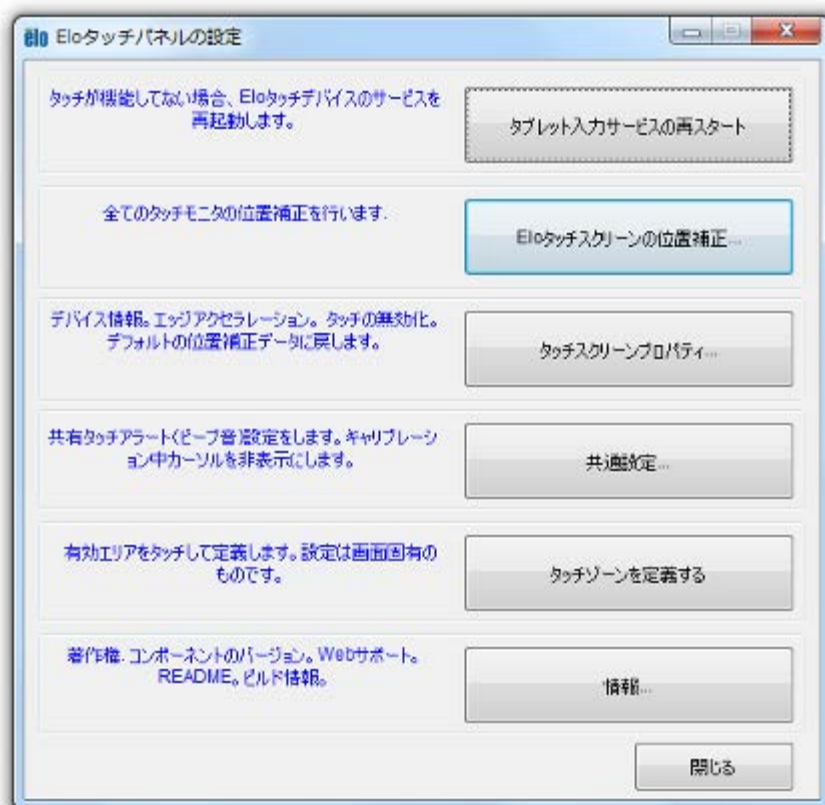 elo Eloタッチパネルの設定
タッチが機能してない場合、Eloタッチデバイスのサービスを
再起動します。
タブレット入力サービスの再スタート
全てのタッチモニタの位置補正を行います.
Eloタッチスクリーンの位置補正...
デバイス情報。エッジアクセラレーション。タッチの無効化。
デフォルトの位置補正データに戻します。
タッチスクリーンプロパティ...
共有タッチアラート(ビープ音)設定をします。キャリブレーシ
ョン中カーソルを非表示にします。
共通設定...
有効エリアをタッチして定義します。設定は画面固有の
ものです。
タッチゾーンを定義する
著作権.コンポーネントのバージョン。Webサポート。
README。ビルド情報。
情報...
閉じる